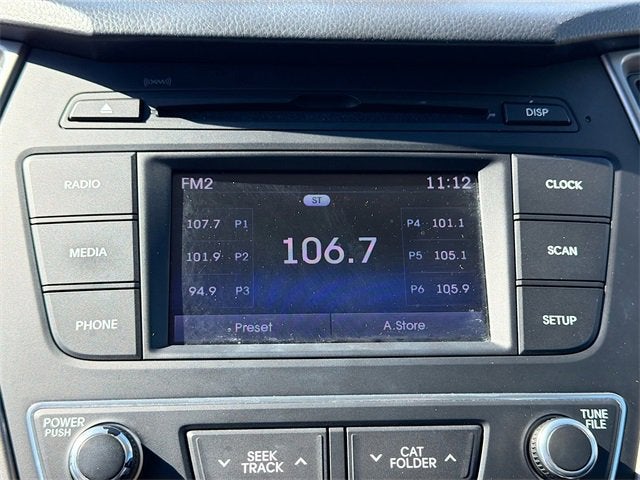 ((XM))
DISP
RADIO
MEDIA
PHONE
FM2 11:12
ST
107.7 P1
101.9 P2
94.9 P3
106.7
P4 101.1
P5 105.1
P6 105.9
Preset A.Store
CLOCK
SCAN
SETUP
POWER
PUSH
SEEK
TRACK
CAT
FOLDER
TUNE
FILE